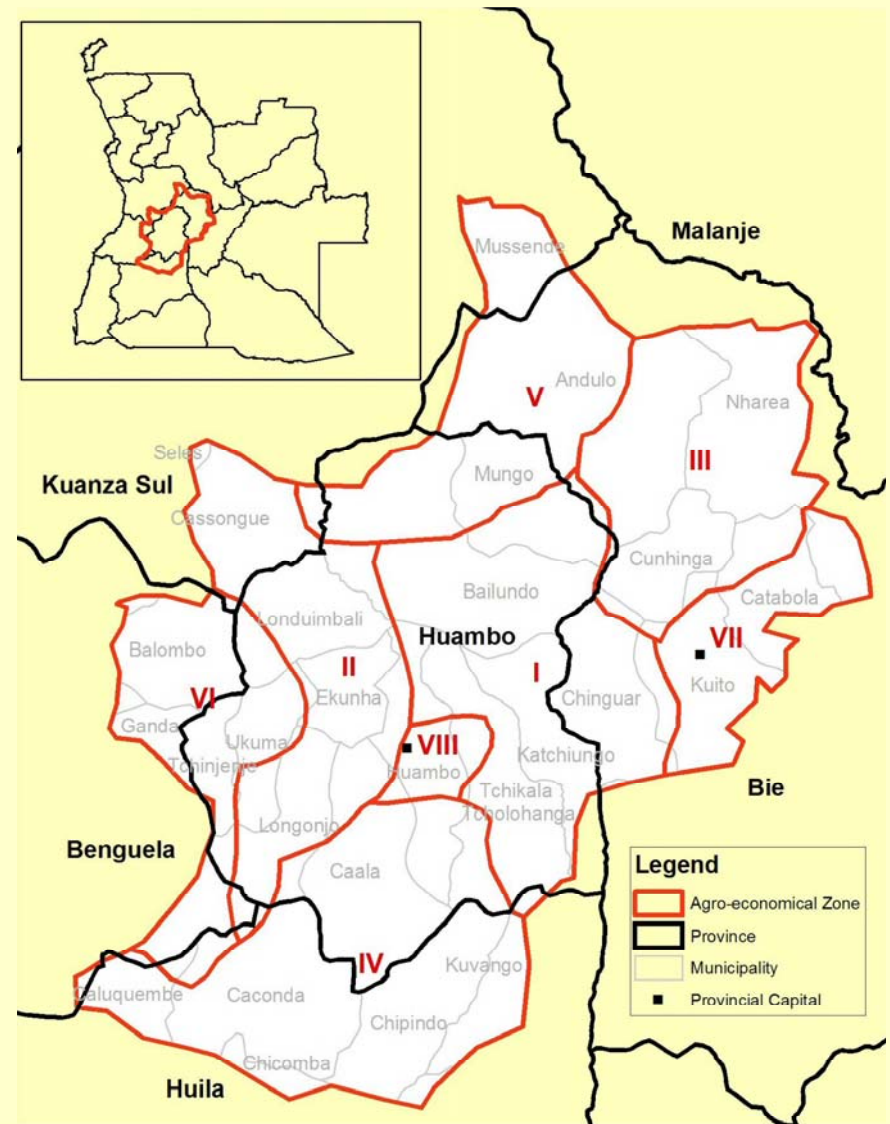 Malanje
Mussende
Andulo
V
Nharea
III
Seles
Kuanza Sul
Mungo
Cassongue
Cunhinga
Bailundo
Catabola
Londuimbali
Huambo
VII
Balombo
II
I
Kuito
VI
Ekunha
Chinguar
Ganda
Ukuma
VIII
Huambo
Katchiungo
Tchinjenje
Bie
Tchikala
Tcholohanga
Longonjo
Benguela
Caala
Legend
Agro-economical Zone
Province
Municipality
Provincial Capital
IV
Kuvango
Caluquembe
Caconda
Chipindo
Chicomba
Huila